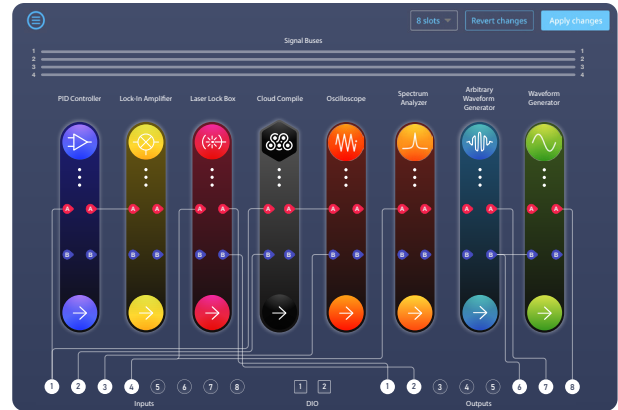 8 slots
Revert changes
Apply changes
Signal Buses
1 1
2 2
3 3
4 4
PID Controller
Lock-In Amplifier
Laser Lock Box
Cloud Compile
Oscilloscope
Spectrum
Analyzer
Arbitrary
Waveform
Generator
Waveform
Generator
A A A A A A A A A A A A A A A A
B B B B B B B B B B B B B B B B
1 2 3 4 5 6 7 8 1 2 1 2 3 4 5 6 7 8
Inputs
DIO
Outputs